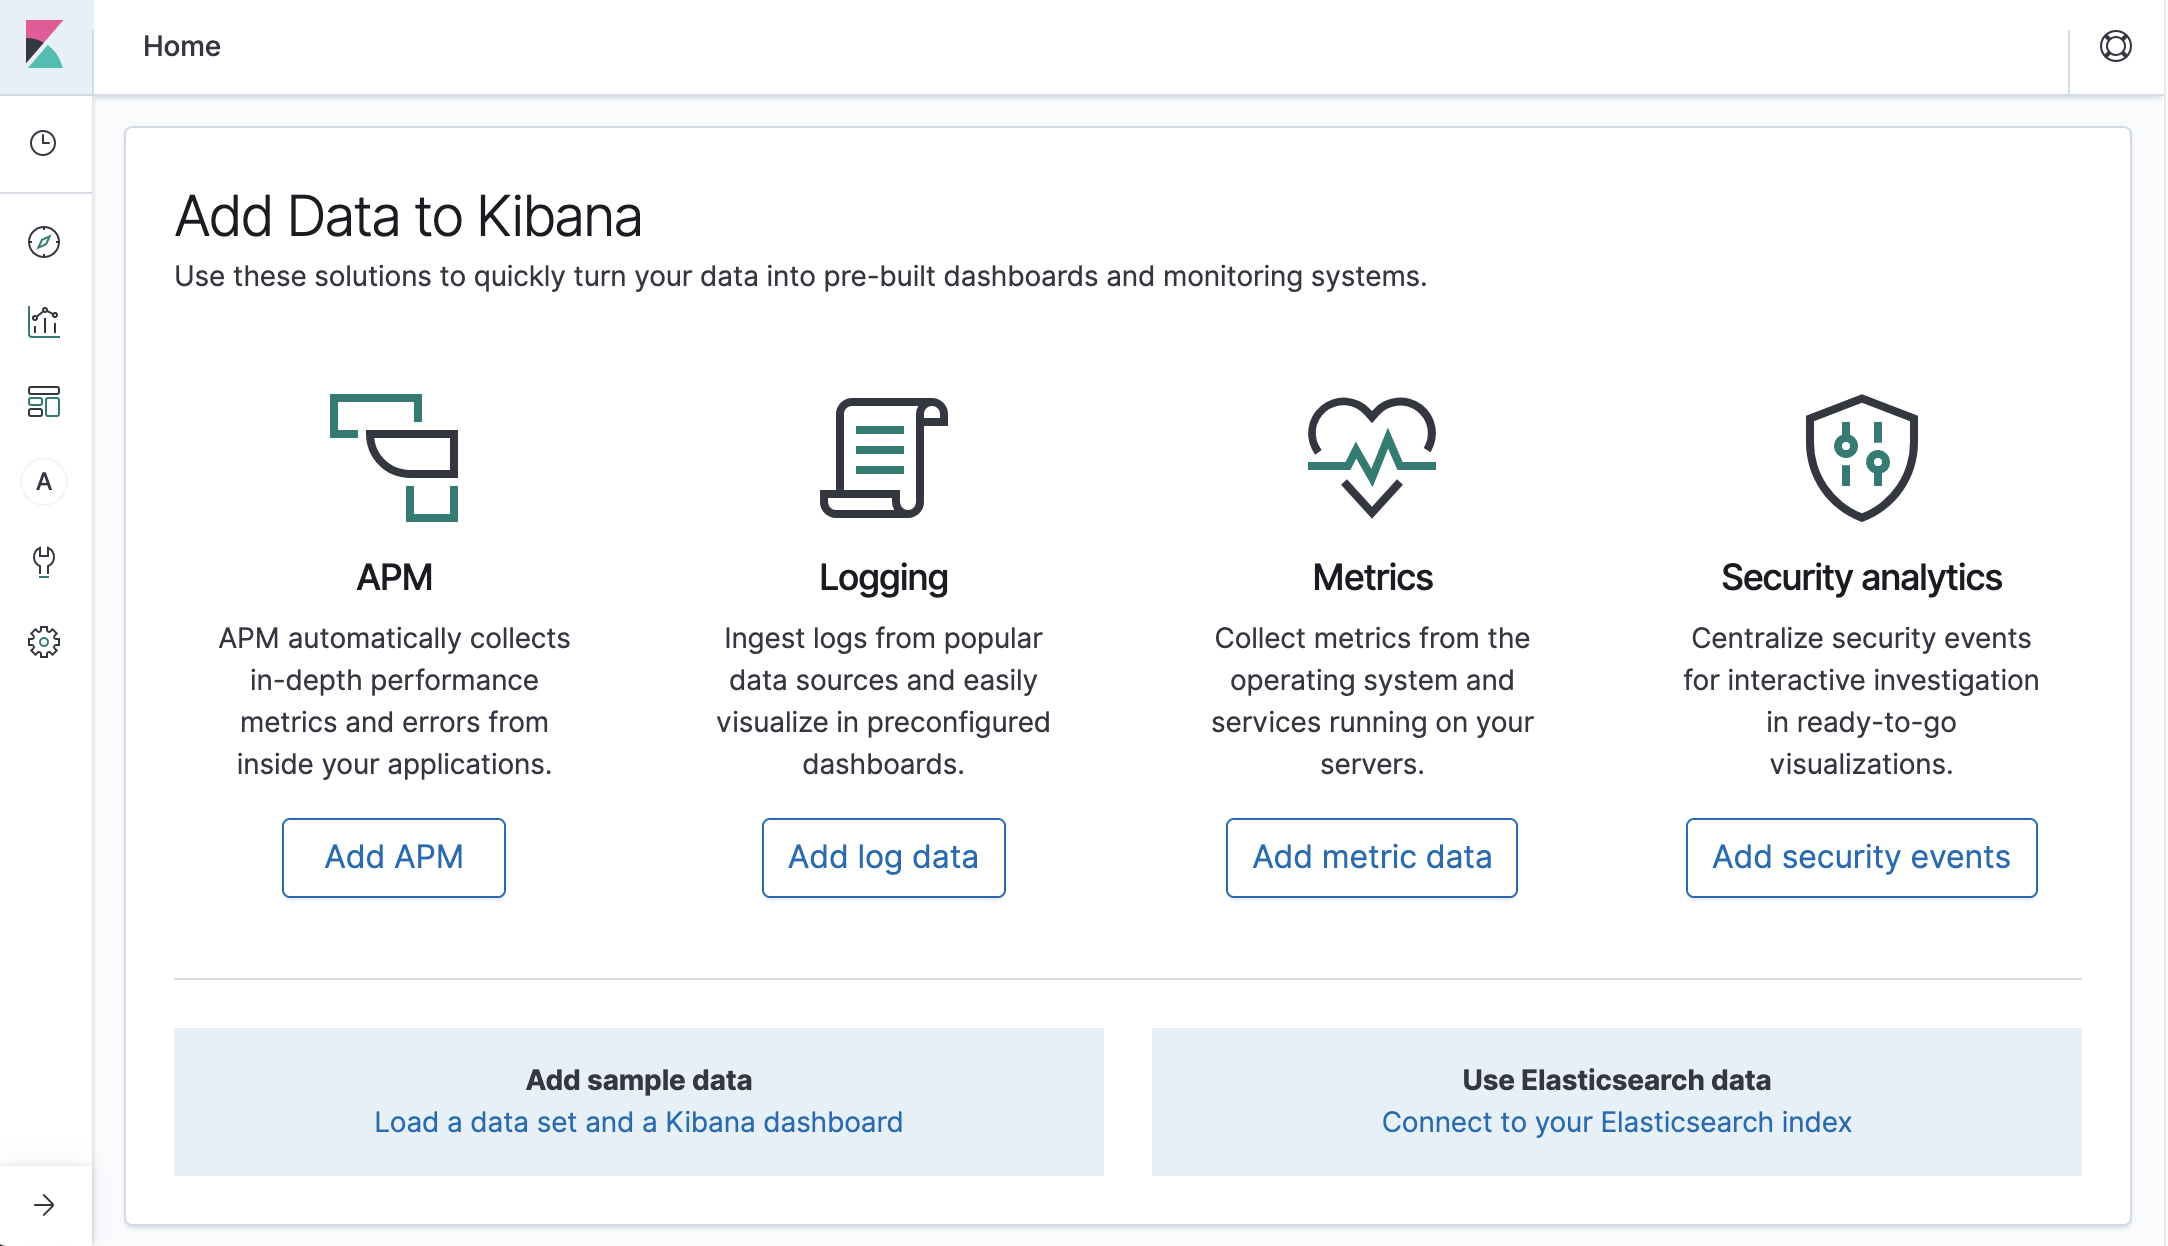 Home
Add Data to Kibana
Use these solutions to quickly turn your data into pre-built dashboards and monitoring systems.
A
APM
APM automatically collects
in-depth performance
metrics and errors from
inside your applications.
Add APM
Logging
Ingest logs from popular
data sources and easily
visualize in preconfigured
dashboards.
Add log data
Metrics
Collect metrics from the
operating system and
services running on your
servers.
Add metric data
Security analytics
Centralize security events
for interactive investigation
in ready-to-go
visualizations.
Add security events
Add sample data
Load a data set and a Kibana dashboard
Use Elasticsearch data
Connect to your Elasticsearch index